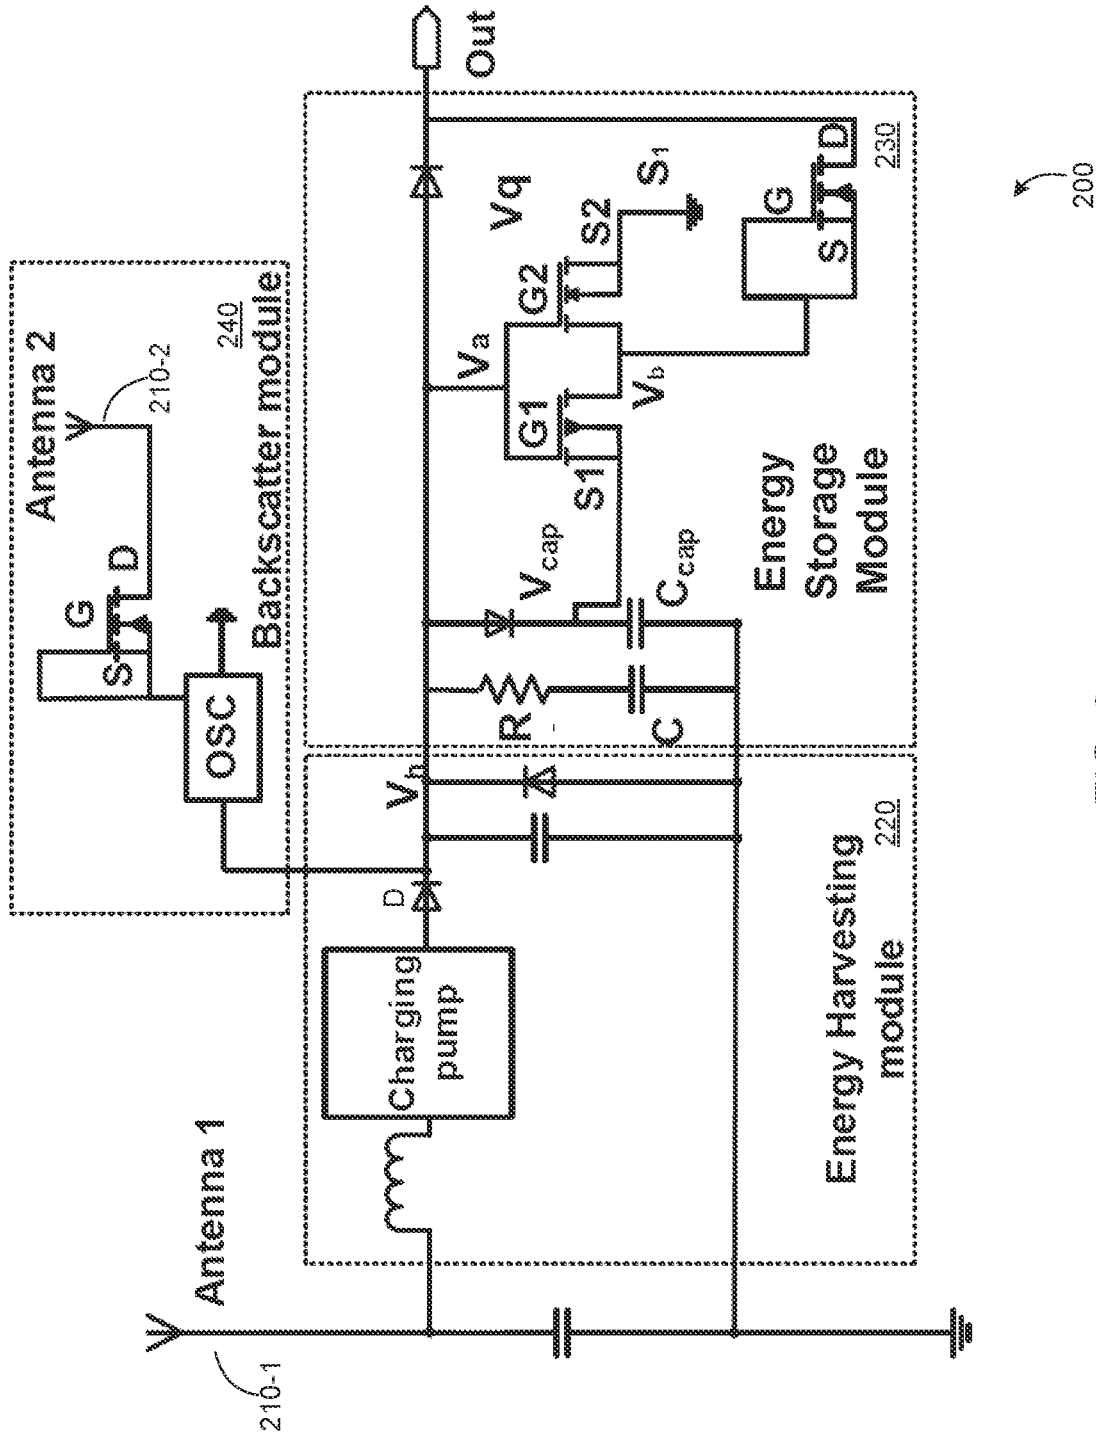 Antenna 2
210-2
240
Backscatter module
G
S
D
OSC
Antenna 1
210-1
Charging
pump
D
Vh
R
C
Vcap
Ccap
Va
G1
S1
G2
S2
Vb
Vq
S1
G
S
D
Out
Energy Harvesting
module
220
Energy
Storage
Module
230
200